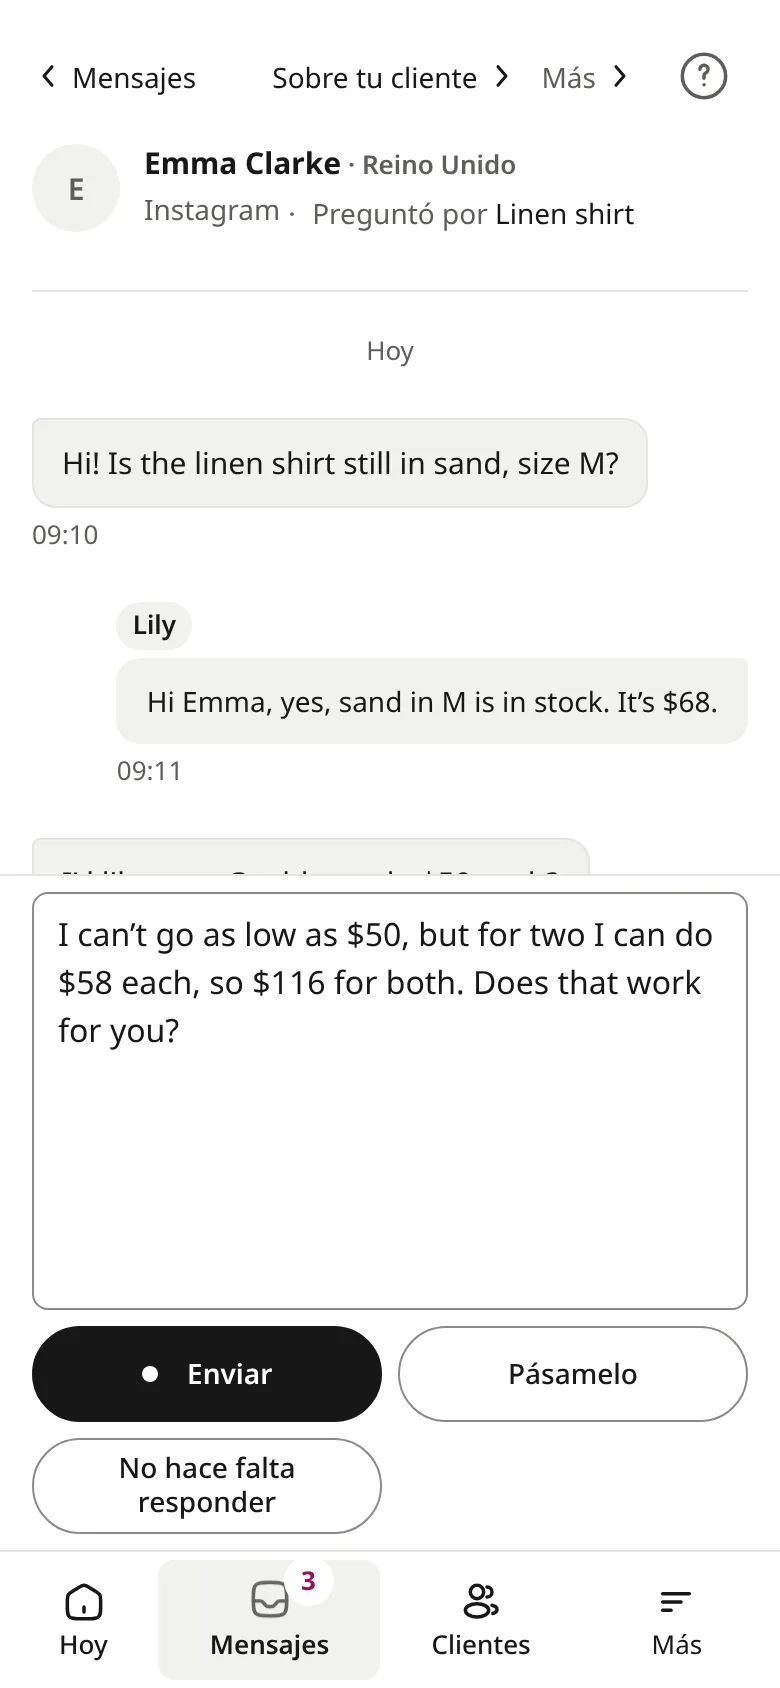 Mensajes
Sobre tu cliente
Más
?
E
Emma Clarke · Reino Unido
Instagram · Preguntó por Linen shirt
Hoy
Hi! Is the linen shirt still in sand, size M?
09:10
Lily
Hi Emma, yes, sand in M is in stock. It’s $68.
09:11
I can’t go as low as $50, but for two I can do
$58 each, so $116 for both. Does that work
for you?
Enviar
Pásamelo
No hace falta
responder
3
Hoy
Mensajes
Clientes
Más